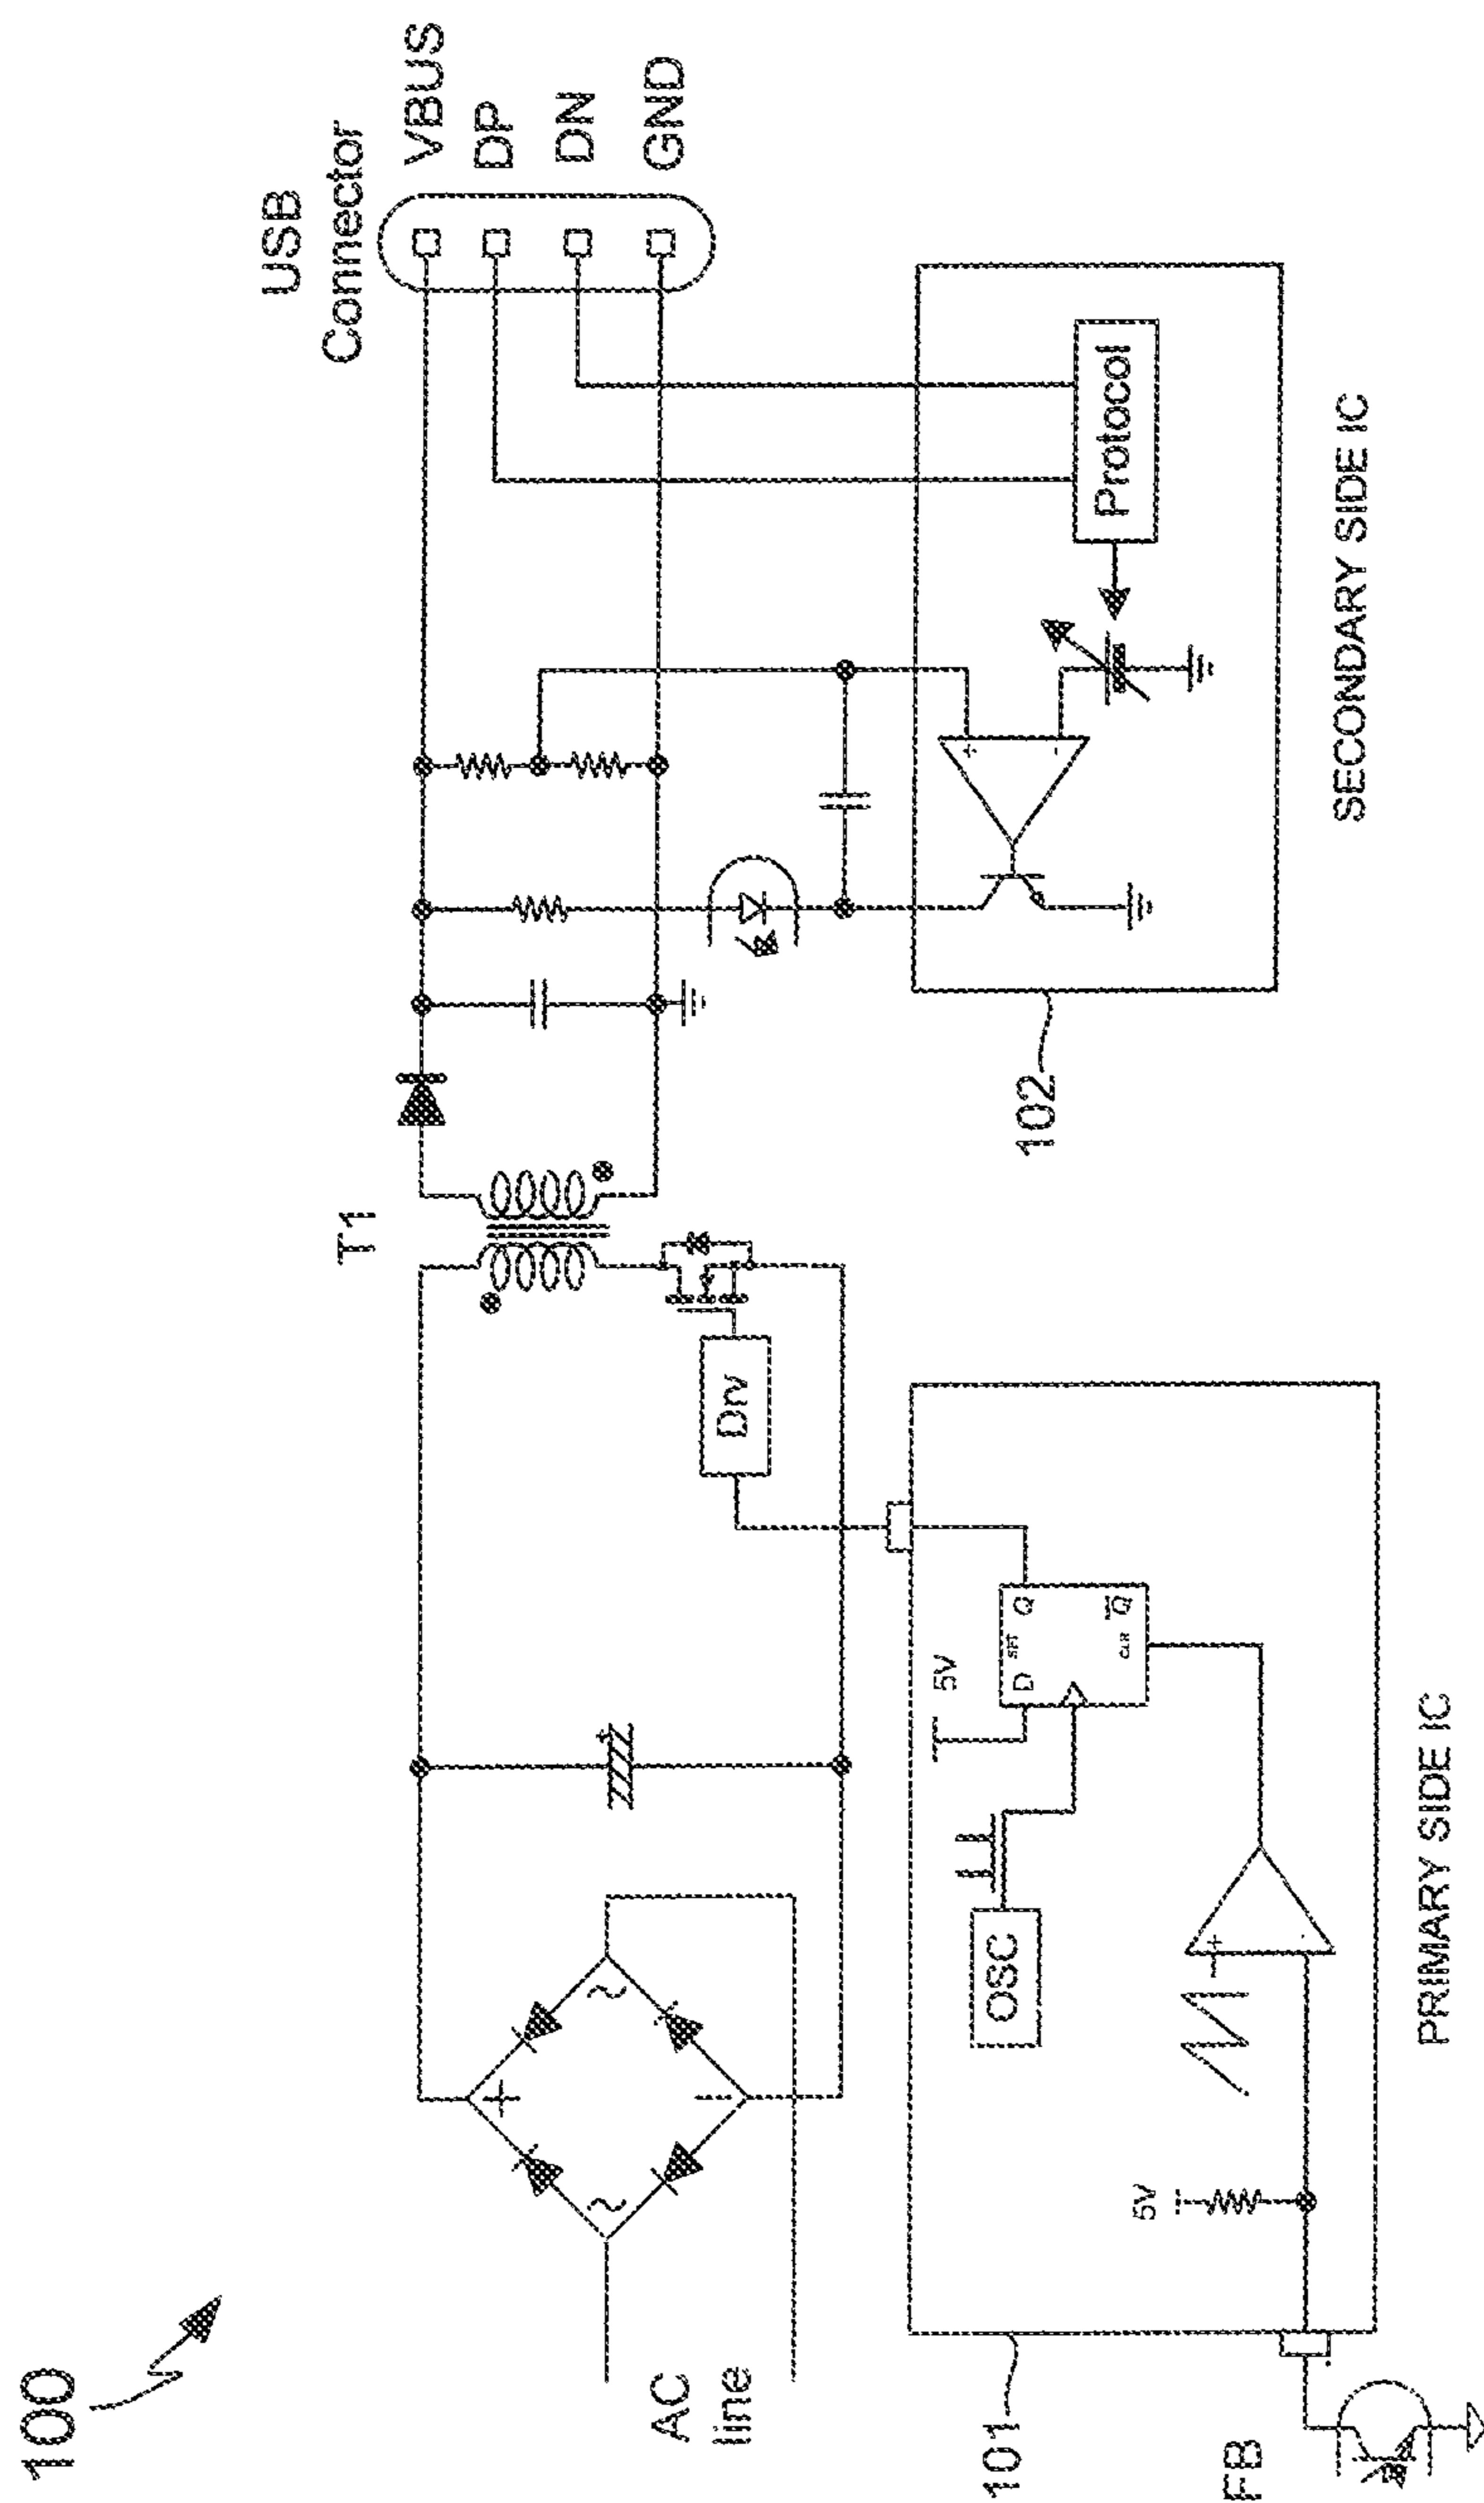 100
USB
Connector
VBUS
DP
DN
GND
T1
AC
line
Drv
Protocol
102
SECONDARY SIDE IC
5V
OSC
D
SET
Q
CLR
Q̅
5V
101
FB
PRIMARY SIDE IC